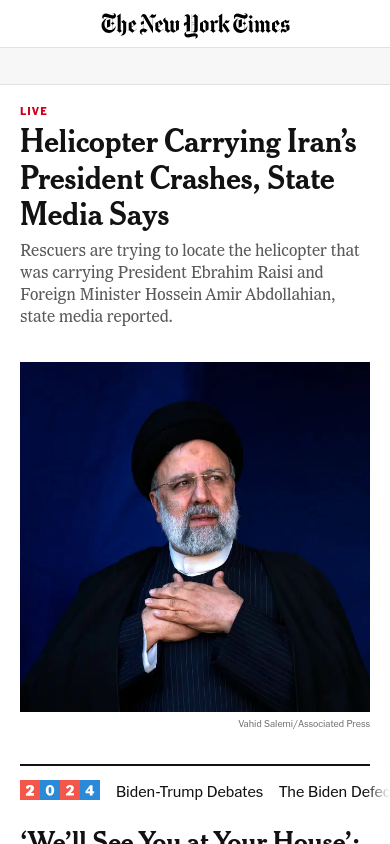 The New York Times
LIVE
Helicopter Carrying Iran’s
President Crashes, State
Media Says
Rescuers are trying to locate the helicopter that
was carrying President Ebrahim Raisi and
Foreign Minister Hossein Amir Abdollahian,
state media reported.
Vahid Salemi/Associated Press
2024 Biden-Trump Debates The Biden
‘We’ll See You at Your House’: